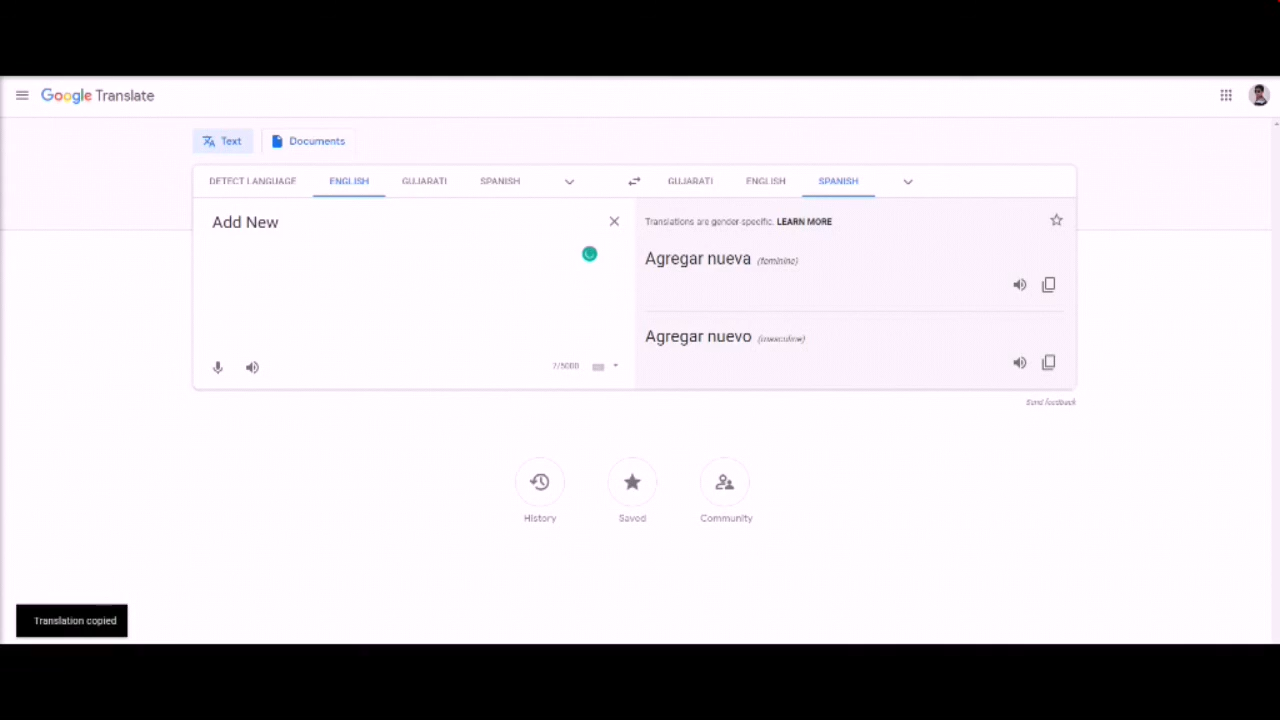 Google Translate
Text Documents
DETECT LANGUAGE ENGLISH GUJARATI SPANISH GUJARATI ENGLISH SPANISH
Add New
Translations are gender-specific. LEARN MORE
Agregar nueva (feminine)
Agregar nuevo (masculine)
7/5000
Send feedback
History Saved Community
Translation copied